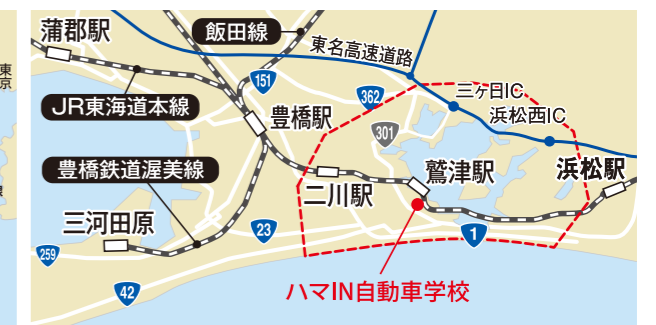 蒲郡駅
飯田線
東名高速道路
東京
151
362
三ヶ日IC
浜松西IC
JR東海道本線
豊橋駅
301
豊橋鉄道渥美線
鷲津駅
浜松駅
二川駅
三河田原
23
1
259
42
ハマIN自動車学校